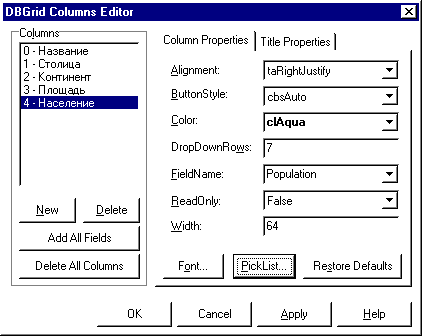 DBGrid Columns Editor
Columns
0 - Название
1 - Столица
2 - Континент
3 - Площадь
4 - Население
New
Delete
Add All Fields
Delete All Columns
Column Properties
Title Properties
Alignment: taRightJustify
ButtonStyle: cbsAuto
Color: clAqua
DropDownRows: 7
FieldName: Population
ReadOnly: False
Width: 64
Font...
PickList...
Restore Defaults
OK
Cancel
Apply
Help